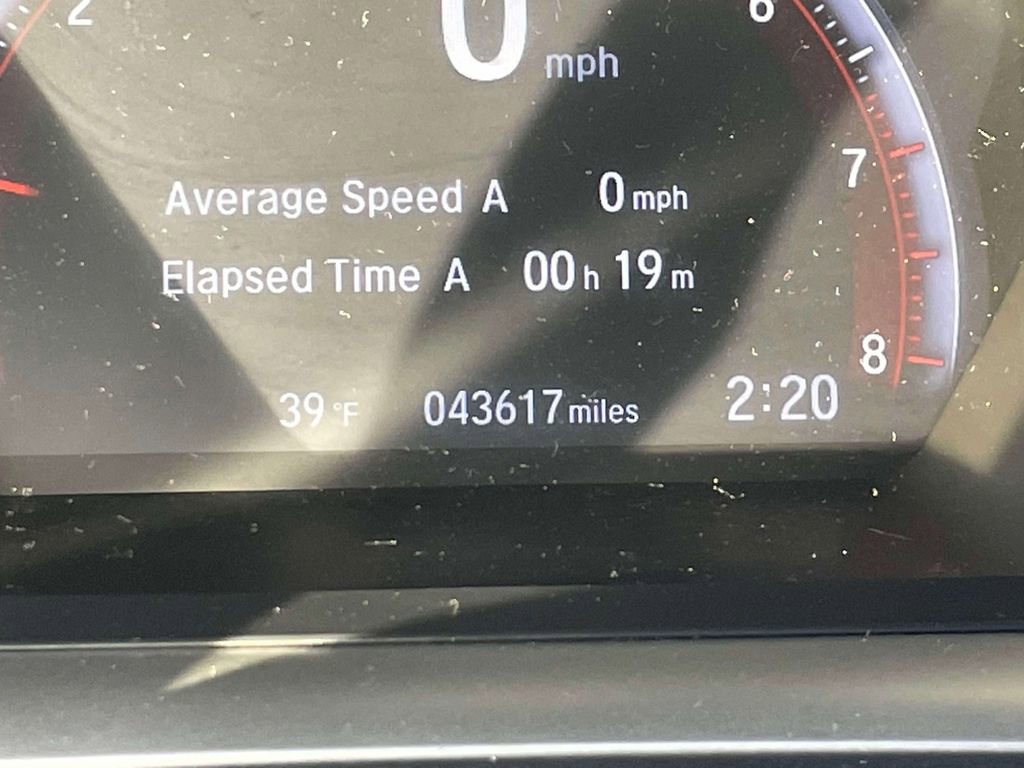 2
0 mph
6
7
Average Speed A 0 mph
Elapsed Time A 00 h 19 m
8
39 °F 043617 miles 2:20